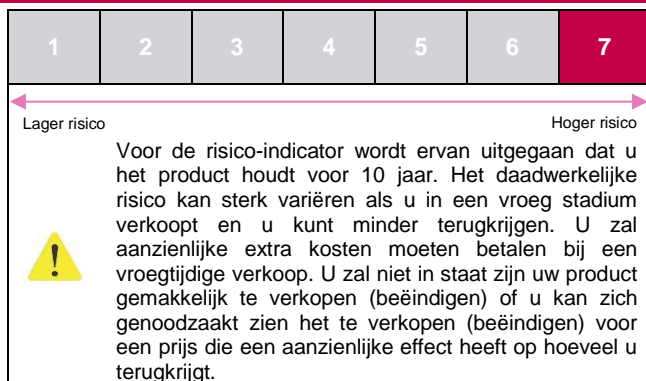 1 2 3 4 5 6 7
Lager risico Hoger risico
Voor de risico-indicator wordt ervan uitgegaan dat u
het product houdt voor 10 jaar. Het daadwerkelijke
risico kan sterk variëren als u in een vroeg stadium
verkoopt en u kunt minder terugkrijgen. U zal
aanzienlijke extra kosten moeten betalen bij een
vroegtijdige verkoop. U zal niet in staat zijn uw product
gemakkelijk te verkopen (beëindigen) of u kan zich
genoodzaakt zien het te verkopen (beëindigen) voor
een prijs die een aanzienlijke effect heeft op hoeveel u
terugkrijgt.